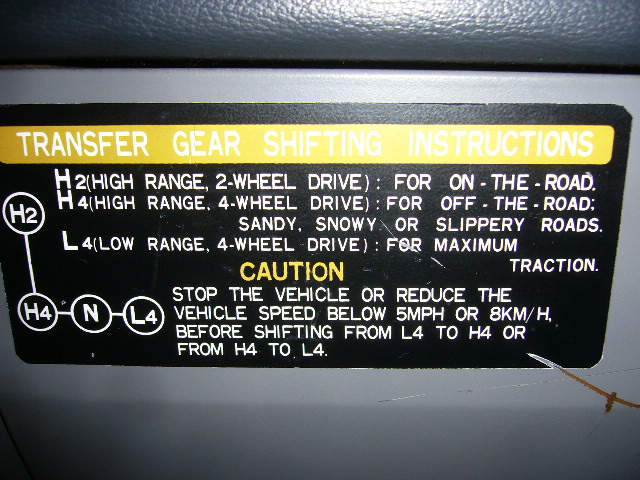 TRANSFER GEAR SHIFTING INSTRUCTIONS
H2(HIGH RANGE, 2-WHEEL DRIVE): FOR ON-THE-ROAD.
H4(HIGH RANGE, 4-WHEEL DRIVE): FOR OFF-THE-ROAD;
SANDY, SNOWY OR SLIPPERY ROADS.
L4(LOW RANGE, 4-WHEEL DRIVE): FOR MAXIMUM
TRACTION.
H2
H4 N L4
CAUTION
STOP THE VEHICLE OR REDUCE THE
VEHICLE SPEED BELOW 5MPH OR 8KM/H,
BEFORE SHIFTING FROM L4 TO H4 OR
FROM H4 TO L4.